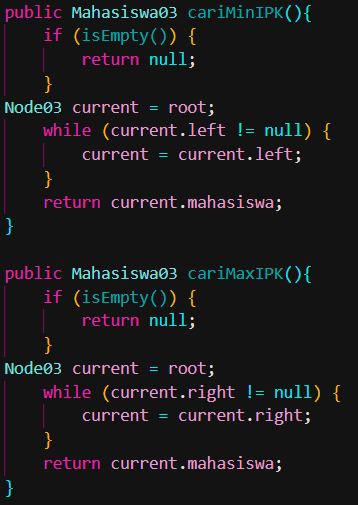 public Mahasiswa03 cariMinIPK(){
    if (isEmpty()) {
        return null;
    }
Node03 current = root;
    while (current.left != null) {
        current = current.left;
    }
    return current.mahasiswa;
}

public Mahasiswa03 cariMaxIPK(){
    if (isEmpty()) {
        return null;
    }
Node03 current = root;
    while (current.right != null) {
        current = current.right;
    }
    return current.mahasiswa;
}